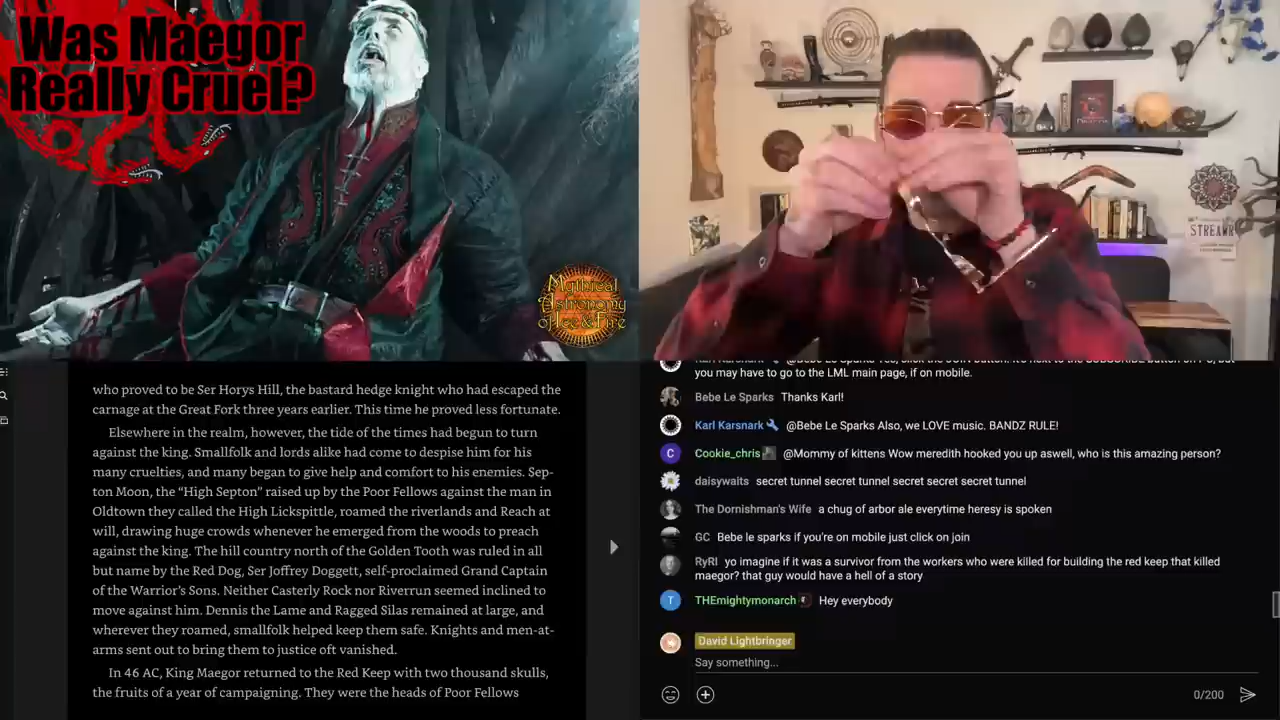 Was Maegor
Really Cruel?
Mythical
Astronomy
of Ice & Fire
STREAMR
who proved to be Ser Horys Hill, the bastard hedge knight who had escaped the
carnage at the Great Fork three years earlier. This time he proved less fortunate.
Elsewhere in the realm, however, the tide of the times had begun to turn
against the king. Smallfolk and lords alike had come to despise him for his
many cruelties, and many began to give help and comfort to his enemies. Sep-
ton Moon, the “High Septon” raised up by the Poor Fellows against the man in
Oldtown they called the High Lickspittle, roamed the riverlands and Reach at
will, drawing huge crowds whenever he emerged from the woods to preach
against the king. The hill country north of the Golden Tooth was ruled in all
but name by the Red Dog, Ser Joffrey Doggett, self-proclaimed Grand Captain
of the Warrior’s Sons. Neither Casterly Rock nor Riverrun seemed inclined to
move against him. Dennis the Lame and Ragged Silas remained at large, and
wherever they roamed, smallfolk helped keep them safe. Knights and men-at-
arms sent out to bring them to justice oft vanished.
In 46 AC, King Maegor returned to the Red Keep with two thousand skulls,
the fruits of a year of campaigning. They were the heads of Poor Fellows
you may have to go to the LML main page, if on mobile.
Bebe Le Sparks Thanks Karl!
Karl Karsnark @Bebe Le Sparks Also, we LOVE music. BANDZ RULE!
Cookie_chris @Mommy of kittens Wow meredith hooked you up aswell, who is this amazing person?
daisywaits secret tunnel secret tunnel secret secret secret tunnel
The Dornishman's Wife a chug of arbor ale everytime heresy is spoken
GC Bebe le sparks if you're on mobile just click on join
RyRI yo imagine if it was a survivor from the workers who were killed for building the red keep that killed
maegor? that guy would have a hell of a story
T THEmightymonarch Hey everybody
David Lightbringer
Say something...
0/200